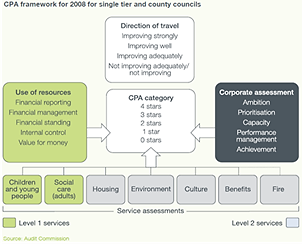 CPA framework for 2008 for single tier and county councils
Direction of travel
Improving strongly
Improving well
Improving adequately
Not improving adequately/
not improving
Use of resources
Financial reporting
Financial management
Financial standing
Internal control
Value for money
CPA category
4 stars
3 stars
2 stars
1 star
0 stars
Corporate assessment
Ambition
Prioritisation
Capacity
Performance
management
Achievement
Children
and young
people
Social
care
(adults)
Housing
Environment
Culture
Benefits
Fire
Service assessments
Level 1 services
Level 2 services
Source: Audit Commission